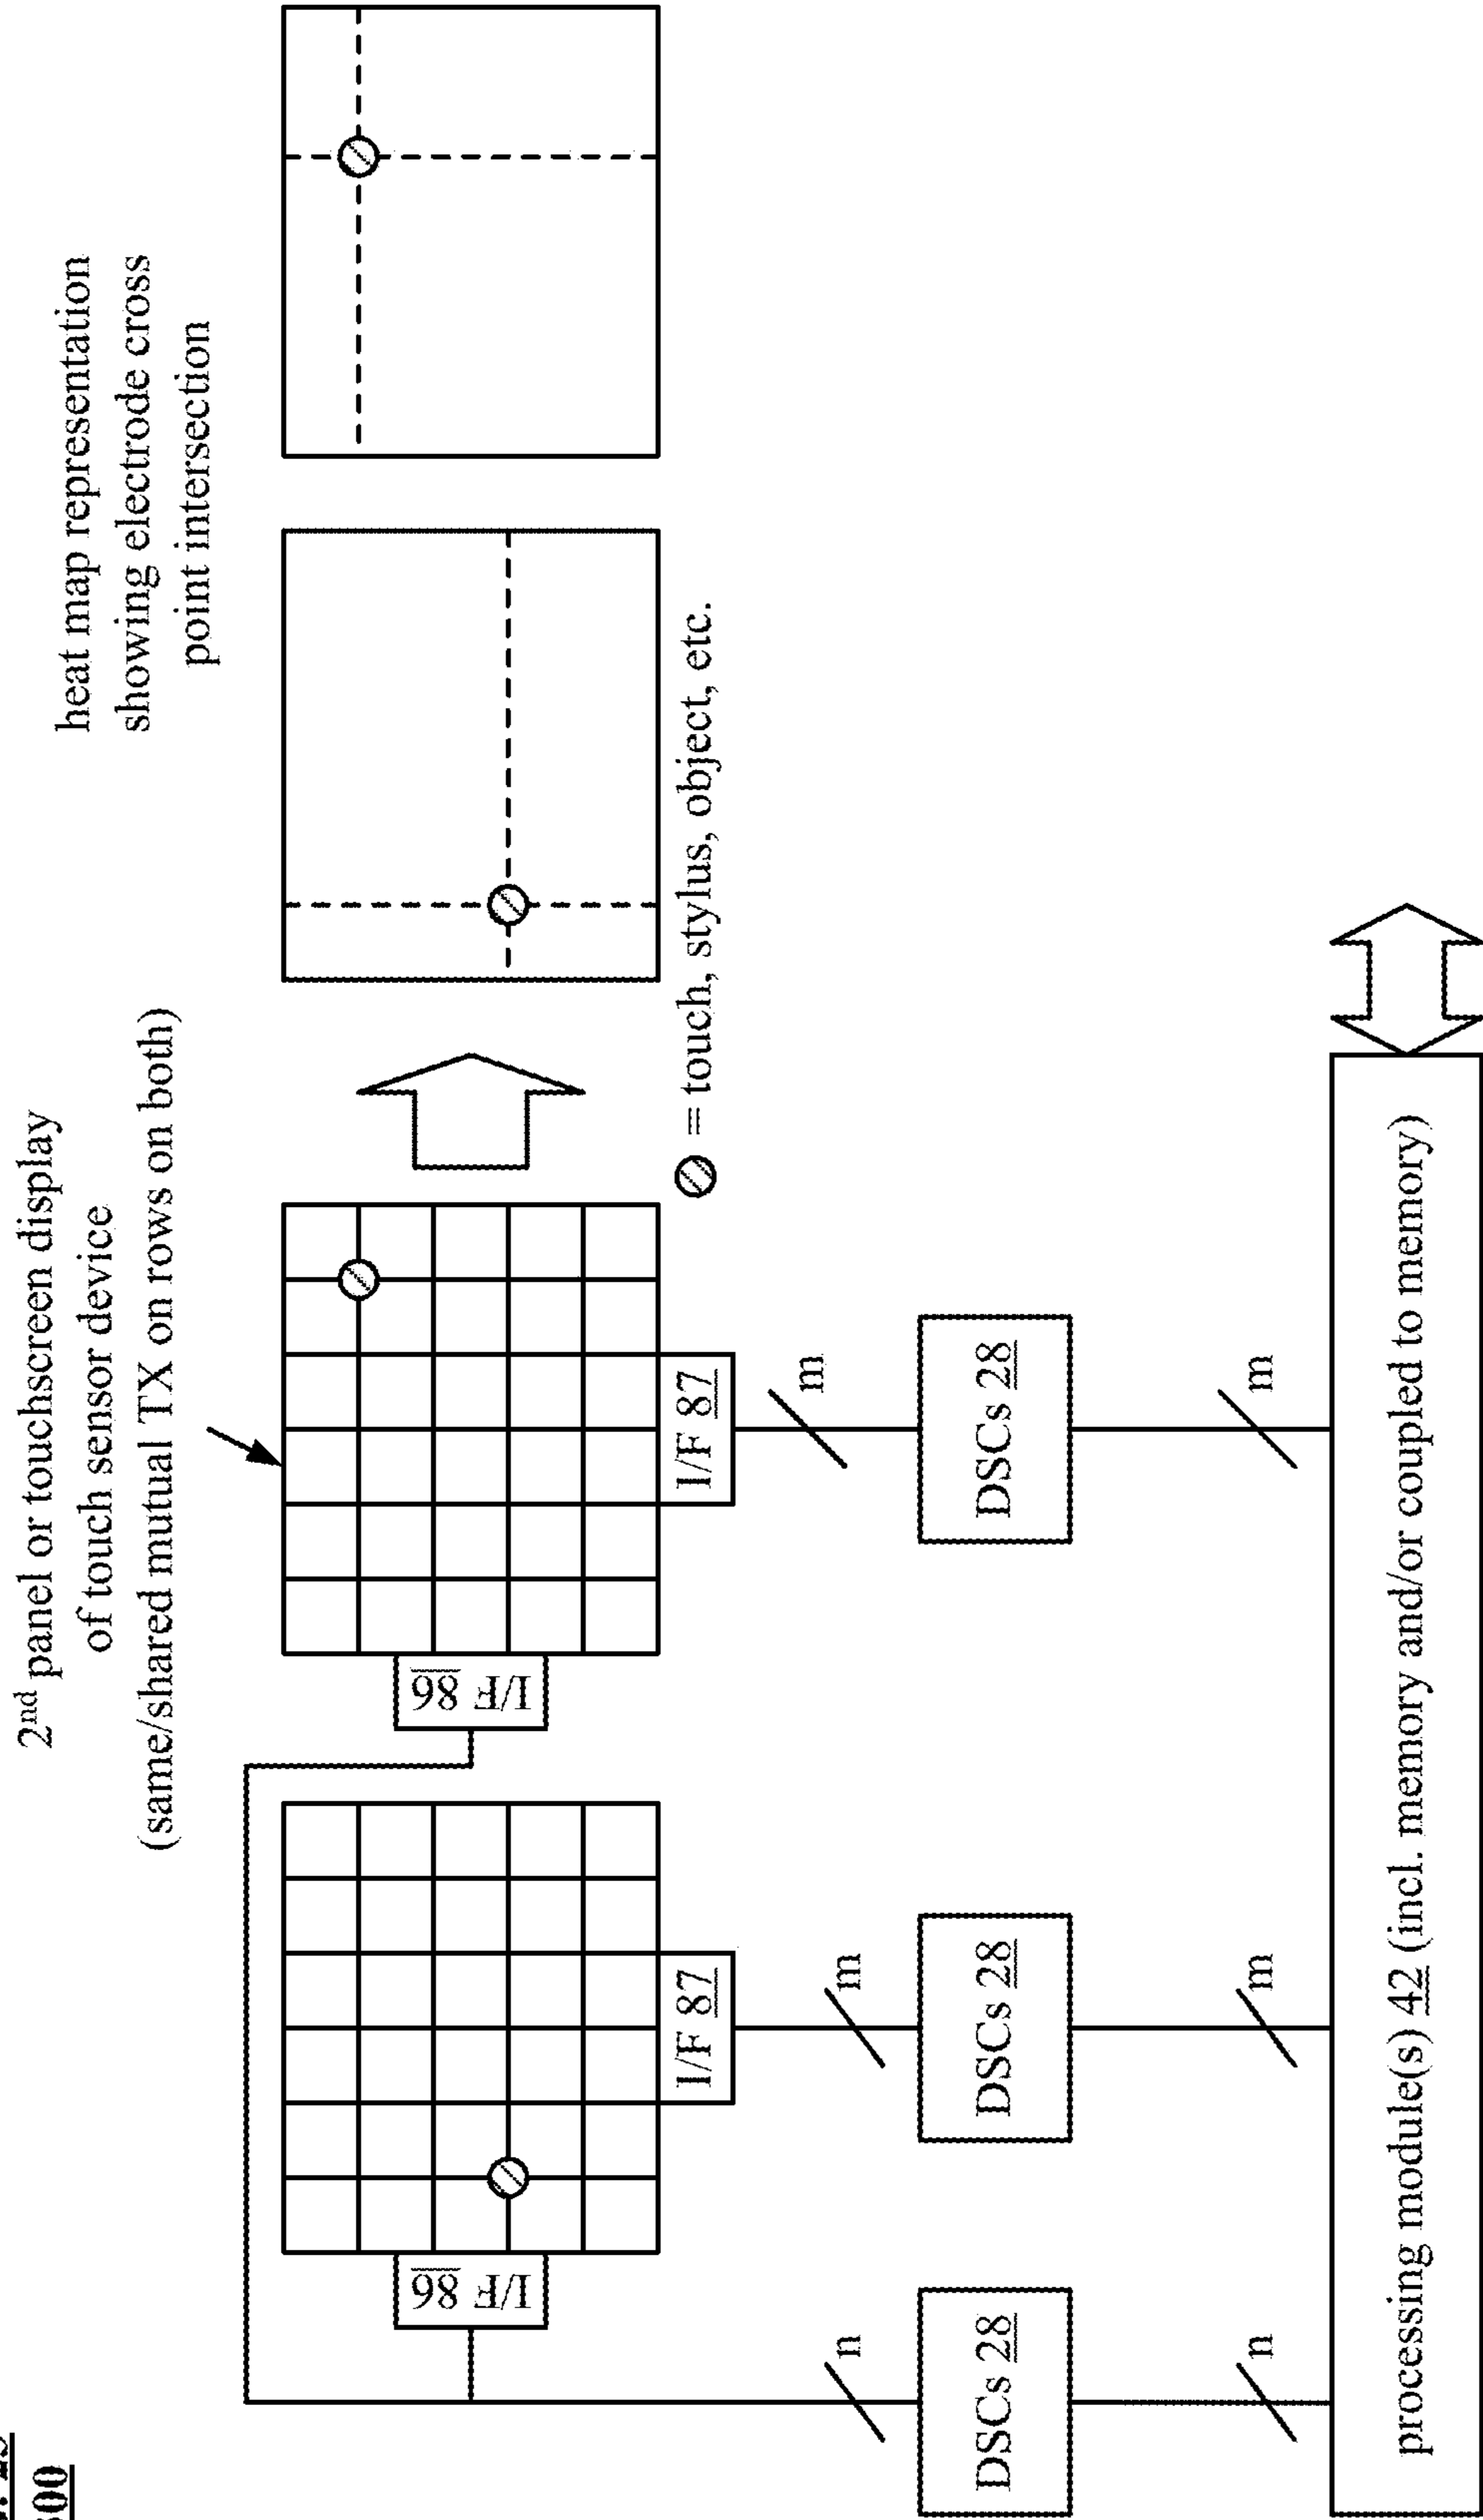 2nd panel or touchscreen display
of touch sensor device
(same/shared mutual TX on rows on both)
heat map representation
showing electrode cross
point intersection
I/F 86
I/F 86
I/F 87
I/F 87
= touch, stylus, object, etc.
n
m
m
DSCs 28
DSCs 28
DSCs 28
n
m
m
processing module(s) 42 (incl. memory and/or coupled to memory)